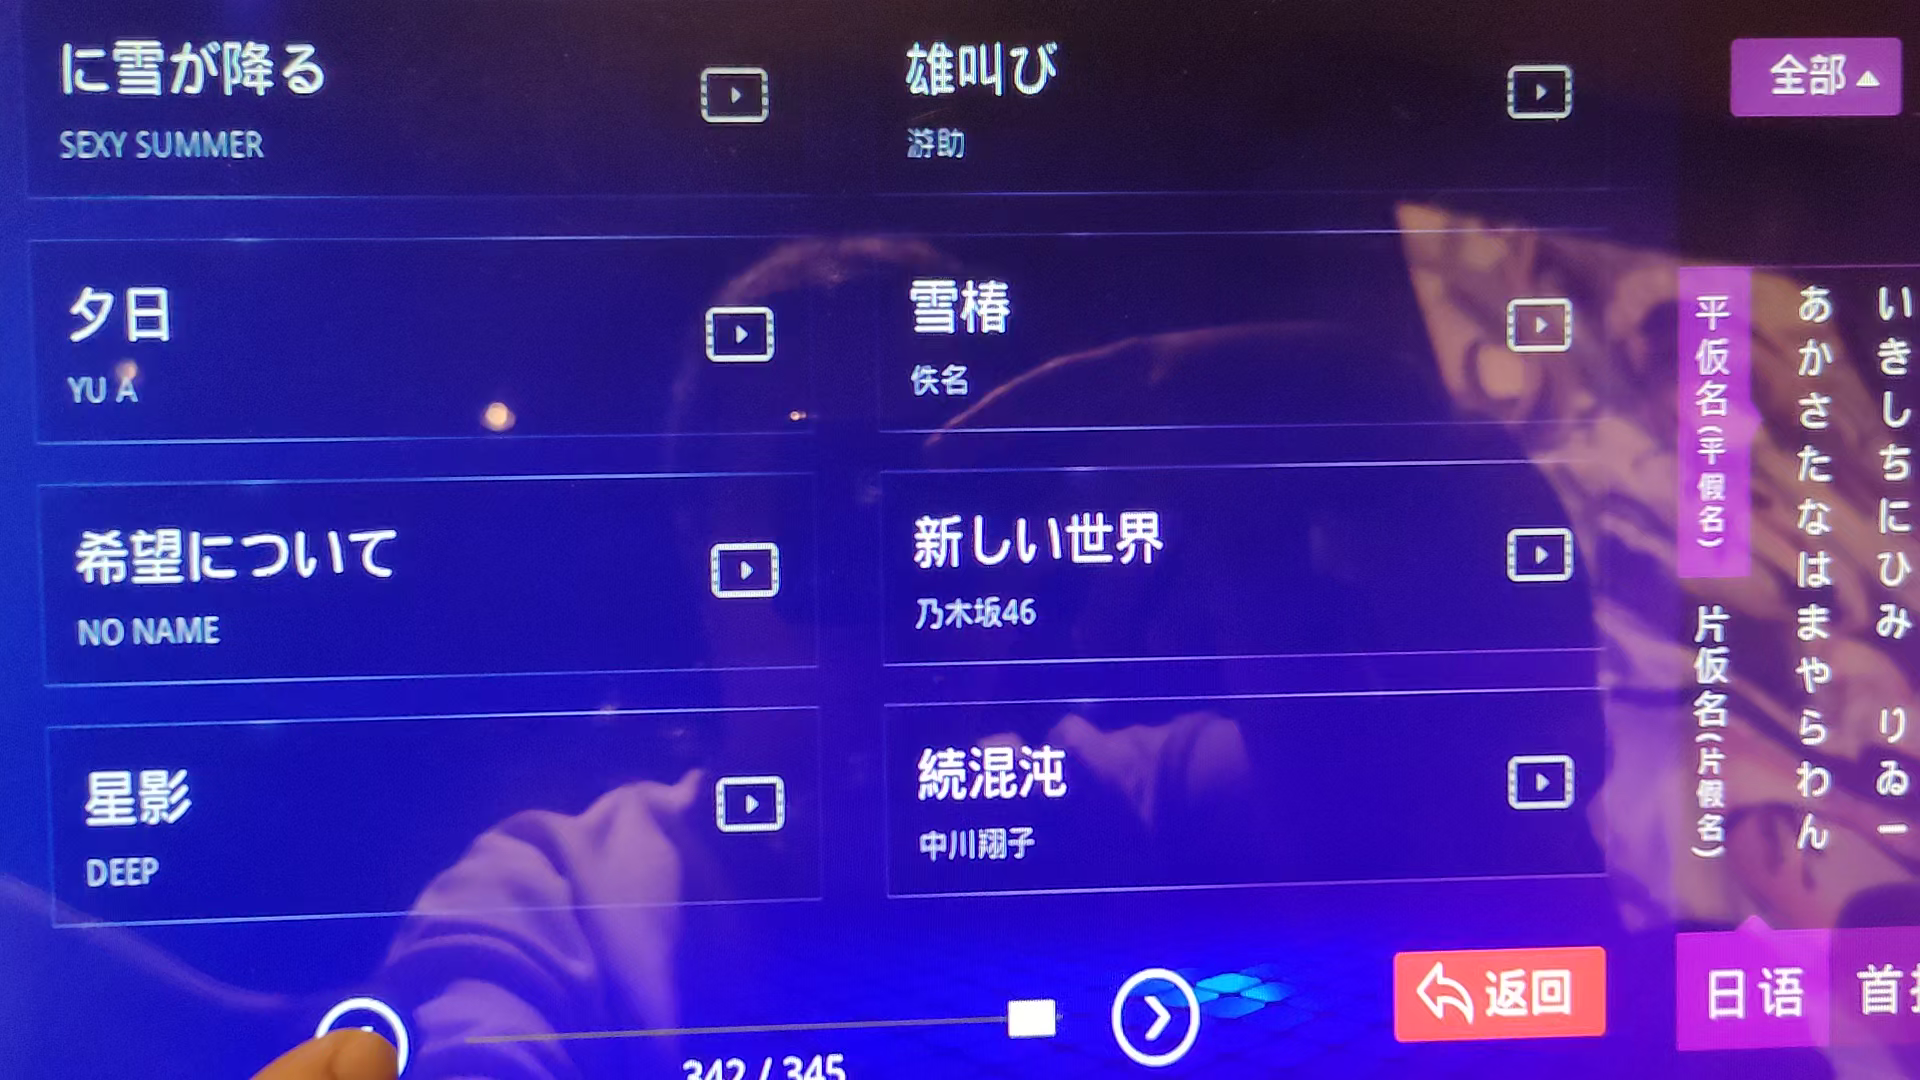 に雪が降る
SEXY SUMMER
雄叫び
游助
全部
夕日
YU A
雪椿
佚名
希望について
NO NAME
新しい世界
乃木坂46
星影
DEEP
続混沌
中川翔子
平仮名(平假名)
片仮名(片假名)
あかさたなはまやらわん
いきしちにひみ りゐー
342 / 345
返回
日语
首